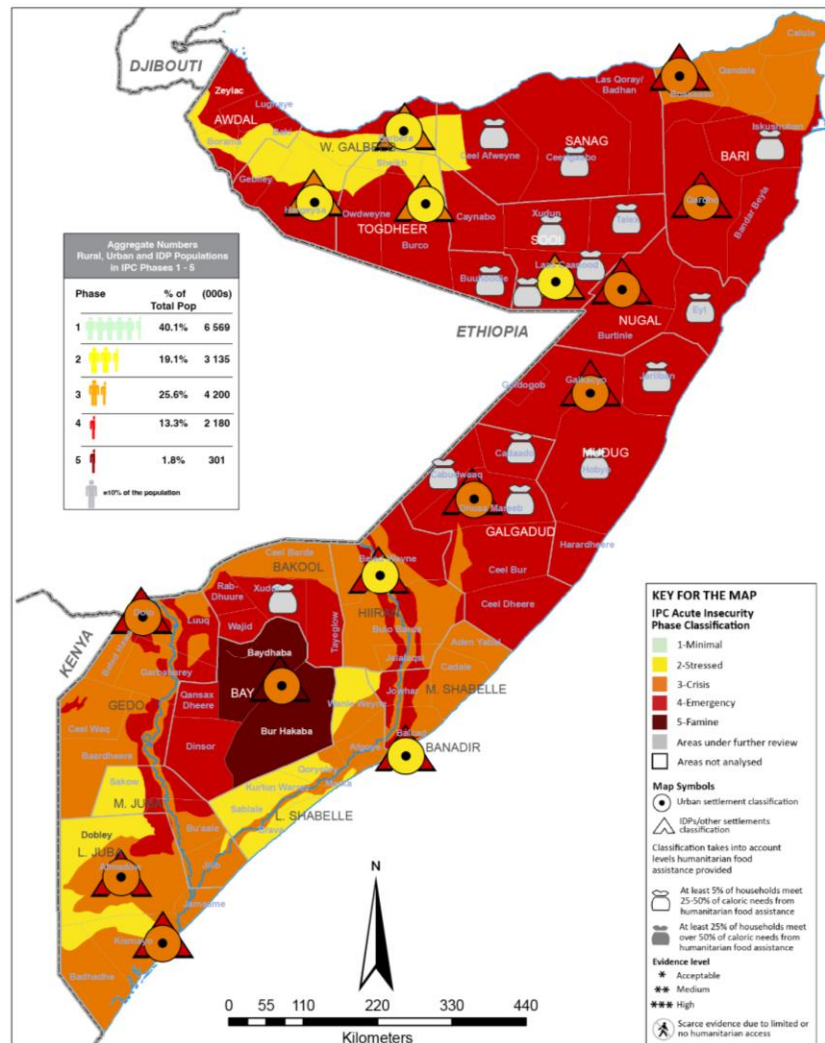 DJIBOUTI
Calula
Qandala
Las Qoray/
Badhan
Zeylac
Lughaye
AWDAL
Baki
Borama
W. GALBEED
Berbera
Sheikh
Ceel Afweyne
SANAG
Ceerigaabo
Iskushuban
BARI
Gebiley
Hargeysa
Owdweyne
TOGDHEER
Burco
Caynabo
Xudun
Talex
SOOL
Gardho
Bandar Beyla
Laas Caanood
Buuhoodle
Aggregate Numbers
Rural, Urban and IDP Populations
in IPC Phases 1 - 5
Phase % of Total Pop (000s)
1 40.1% 6 569
2 19.1% 3 135
3 25.6% 4 200
4 13.3% 2 180
5 1.8% 301
=10% of the population
ETHIOPIA
NUGAL
Eyl
Burtinle
Galdogob
Gaalkacyo
Jariiban
MUDUG
Cadaado
Cabudwaaq
Hobyo
Dhusa Mareeb
GALGADUD
Harardheere
Ceel Bur
Ceel Dheere
Ceel Barde
BAKOOL
Belet Weyne
Rab-
Dhuure
Xudur
HIIRAN
Dolo
Luuq
Wajid
Tayeglow
Bulo Barde
Aden Yabal
KENYA
Beled Hawa
Baydhaba
Jalalaqsi
Cadale
Garbaharey
GEDO
Qansax
Dheere
BAY
Jowhar
M. SHABELLE
Wanle Weyne
Bur Hakaba
Balcad
BANADIR
Ceel Waq
Dinsor
Afgoye
Baardheere
Qoryoley
Marka
Sakow
Kurtun Warrey
M. JUBA
Sablale
L. SHABELLE
Brava
Dobley
Bu'aale
L. JUBA
Afmadow
Jilib
Jamaame
Kismayo
Badhadhe
N
0 55 110 220 330 440
Kilometers
KEY FOR THE MAP
IPC Acute Insecurity
Phase Classification
1-Minimal
2-Stressed
3-Crisis
4-Emergency
5-Famine
Areas under further review
Areas not analysed
Map Symbols
Urban settlement classification
IDPs/other settlements
classification
Classification takes into account
levels humanitarian food
assistance provided
At least 5% of households meet
25-50% of caloric needs from
humanitarian food assistance
At least 25% of households meet
over 50% of caloric needs from
humanitarian food assistance
Evidence level
* Acceptable
** Medium
*** High
Scarce evidence due to limited or
no humanitarian access